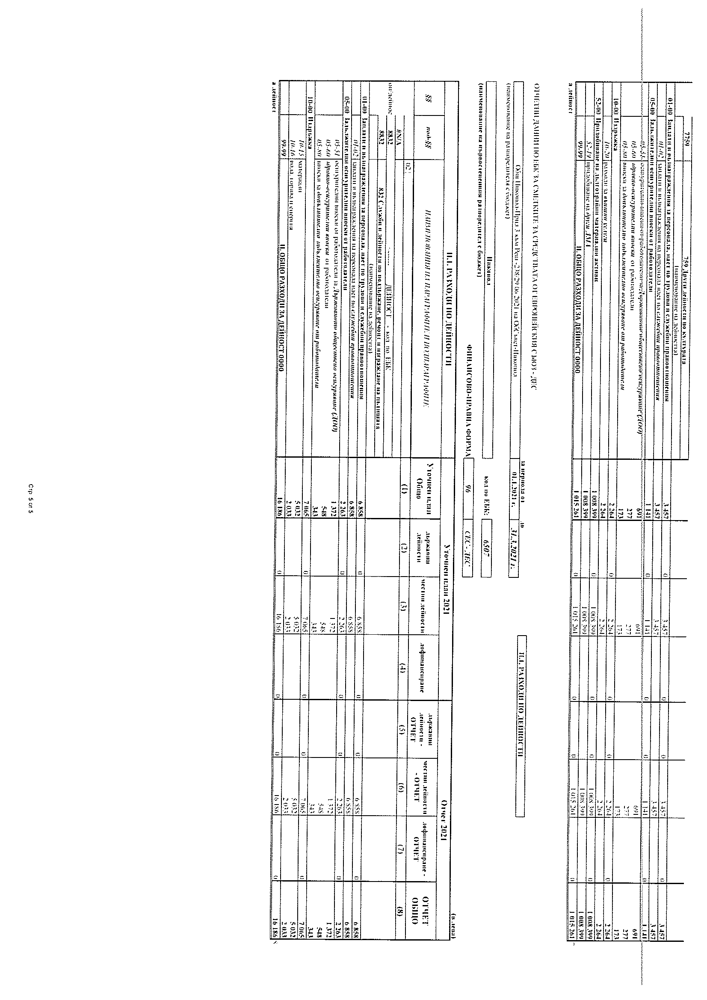 7759 759 Други дейности по културата
(наименование на дейността)
01-00 Заплати и възнаграждения за персонала, нает по трудови и служебни правоотношения 3 457 0 3 457 0 0 3 457 0 3 457
01-02 заплати и възнаграждения на персонала нает по служебни правоотношения 3 457 3 457 3 457 3 457
05-00 Задължителни осигурителни вноски от работодатели 1 141 0 1 141 0 0 1 141 0 1 141
05-51 осигурителни вноски от работодатели за Държавното обществено осигуряване (ДОО) 691 691 691 691
05-60 здравно-осигурителни вноски от работодатели 277 277 277 277
05-80 вноски за допълнително задължително осигуряване от работодатели 173 173 173 173
10-00 Издръжка 2 264 0 2 264 0 0 2 264 0 2 264
10-20 разходи за външни услуги 2 264 2 264 2 264 2 264
52-00 Придобиване на дълготрайни материални активи 1 008 399 0 1 008 399 0 0 1 008 399 0 1 008 399
52-19 придобиване на други ДМА 1 008 399 1 008 399 1 008 399 1 008 399
99-99 II. ОБЩО РАЗХОДИ ЗА ДЕЙНОСТ 0000 1 015 261 0 1 015 261 0 0 1 015 261 0 1 015 261
а дейност
ОТЧЕТНИ ДАННИ ПО ЕБК ЗА СМЕТКИТЕ ЗА СРЕДСТВАТА ОТ ЕВРОПЕЙСКИЯ СЪЮЗ - ДЕС
за периода от до
Общ Никопол-Прил 3 към Реш.-238/29.06.2021 на ОбСъвет-Никопол 01.1.2021 г. 31.3.2021 г. II.1. РАЗХОДИ ПО ДЕЙНОСТИ
(наименование на разпоредителя с бюджет)
Никопол код по ЕБК: 6507
(наименование на първостепенния разпоредител с бюджет)
ФИНАНСОВО-ПРАВНА ФОРМА 96 СЕС - ДЕС
(в лева)
II.1. РАЗХОДИ ПО ДЕЙНОСТИ Уточнен план 2021 Отчет 2021
§§ под-§§ НАИМЕНОВАНИЯ НА ПАРАГРАФИТЕ И ПОДПАРАГРАФИТЕ Уточнен план Общо държавни дейности местни дейности дофинансиране държавни дейности - ОТЧЕТ местни дейности - ОТЧЕТ дофинансиране - ОТЧЕТ ОТЧЕТ ОБЩО
021
#N/A (1) (2) (3) (4) (5) (6) (7) (8)
8832 ДЕЙНОСТ - код по ЕБК
8832 832 Служби и дейности по поддържане, ремонт и изграждане на пътищата
(наименование на дейността)
01-00 Заплати и възнаграждения за персонала, нает по трудови и служебни правоотношения 6 858 0 6 858 0 0 6 858 0 6 858
01-02 заплати и възнаграждения на персонала нает по служебни правоотношения 6 858 6 858 6 858 6 858
05-00 Задължителни осигурителни вноски от работодатели 2 263 0 2 263 0 0 2 263 0 2 263
05-51 осигурителни вноски от работодатели за Държавното обществено осигуряване (ДОО) 1 372 1 372 1 372 1 372
05-60 здравно-осигурителни вноски от работодатели 548 548 548 548
05-80 вноски за допълнително задължително осигуряване от работодатели 343 343 343 343
10-00 Издръжка 7 065 0 7 065 0 0 7 065 0 7 065
10-15 материали 5 032 5 032 5 032 5 032
10-16 вода, горива и енергия 2 033 2 033 2 033 2 033
99-99 II. ОБЩО РАЗХОДИ ЗА ДЕЙНОСТ 0000 16 186 0 16 186 0 0 16 186 0 16 186
а дейност
Стр 5 от 5